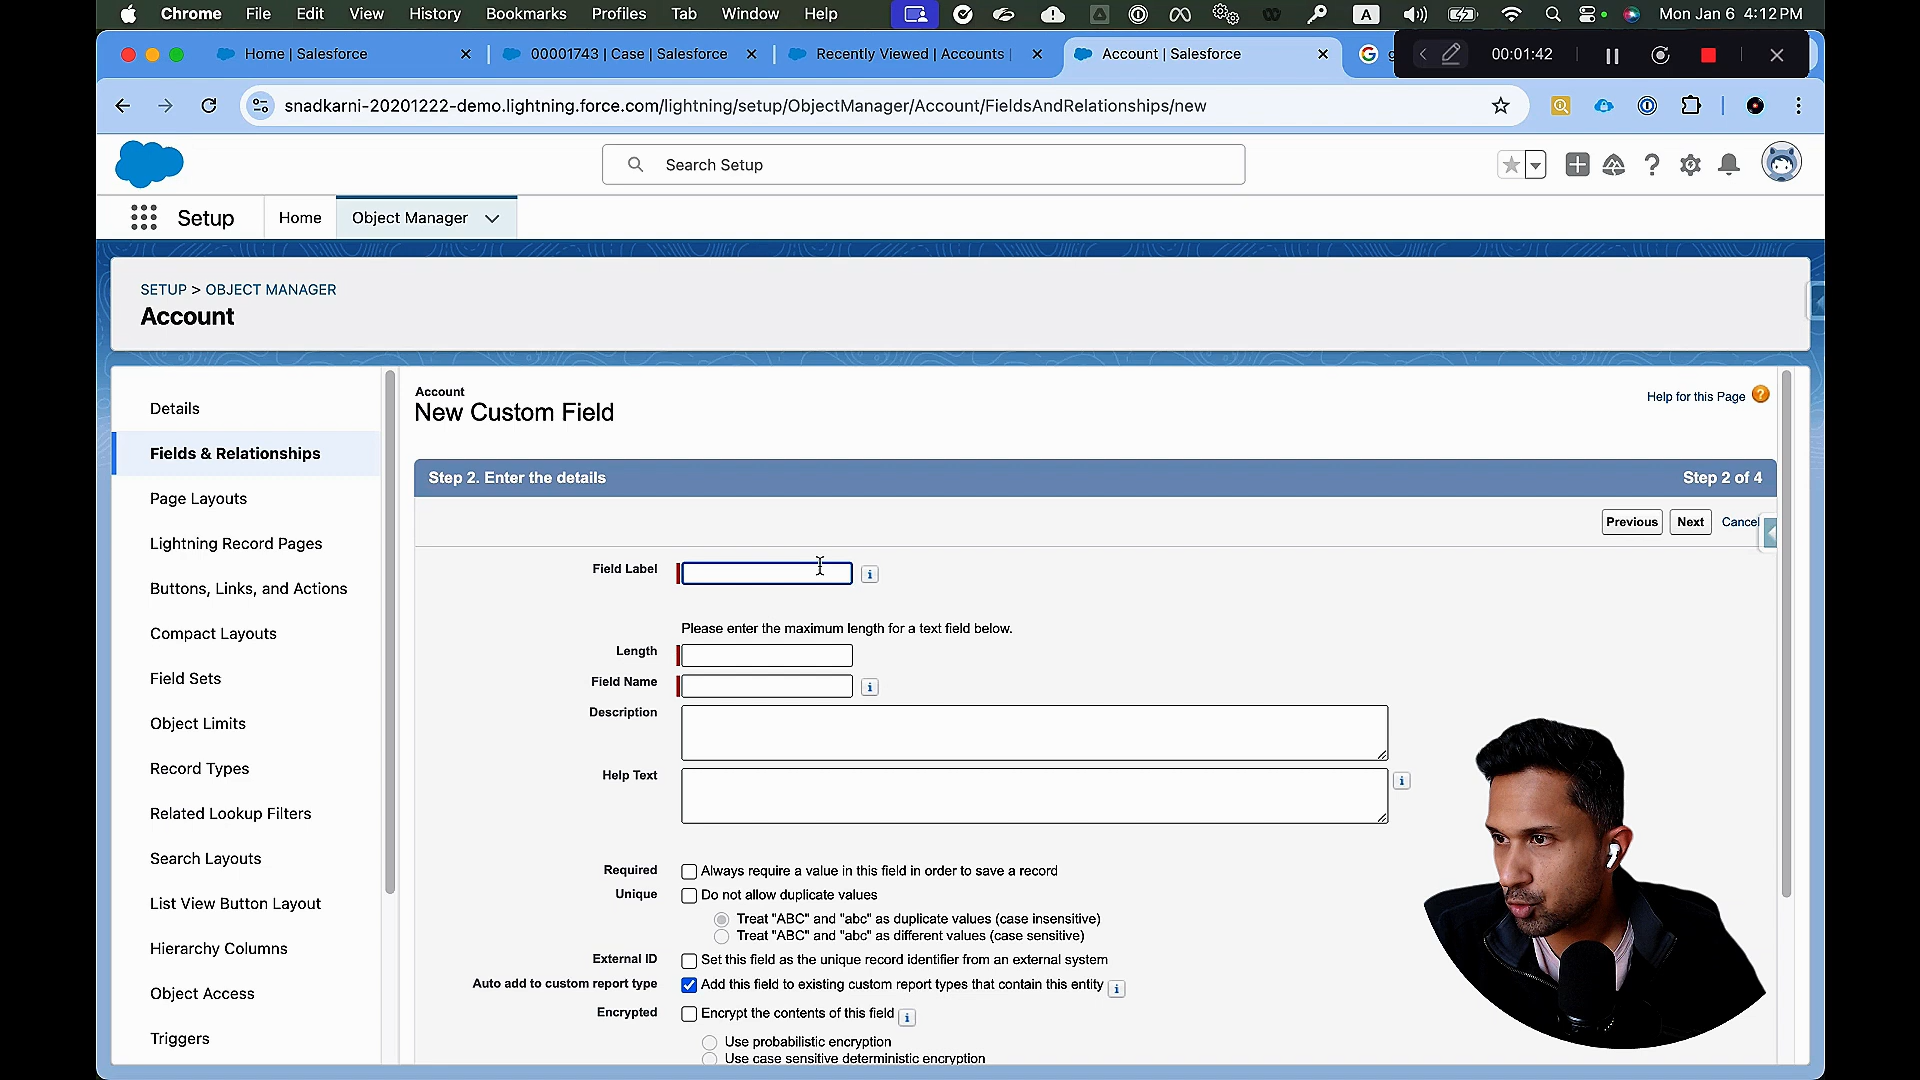 Chrome File Edit View History Bookmarks Profiles Tab Window Help A Mon Jan 6 4:12 PM
Home | Salesforce 00001743 | Case | Salesforce Recently Viewed | Accounts | Account | Salesforce 00:01:42
snadkarni-20201222-demo.lightning.force.com/lightning/setup/ObjectManager/Account/FieldsAndRelationships/new
Search Setup
Setup Home Object Manager
SETUP > OBJECT MANAGER
Account
Details
Fields & Relationships
Page Layouts
Lightning Record Pages
Buttons, Links, and Actions
Compact Layouts
Field Sets
Object Limits
Record Types
Related Lookup Filters
Search Layouts
List View Button Layout
Hierarchy Columns
Object Access
Triggers
Account
New Custom Field
Help for this Page ?
Step 2. Enter the details Step 2 of 4
Previous Next Cancel
Field Label i
Please enter the maximum length for a text field below.
Length
Field Name i
Description
Help Text i
Required Always require a value in this field in order to save a record
Unique Do not allow duplicate values
Treat "ABC" and "abc" as duplicate values (case insensitive)
Treat "ABC" and "abc" as different values (case sensitive)
External ID Set this field as the unique record identifier from an external system
Auto add to custom report type Add this field to existing custom report types that contain this entity i
Encrypted Encrypt the contents of this field i
Use probabilistic encryption
Use case sensitive deterministic encryption